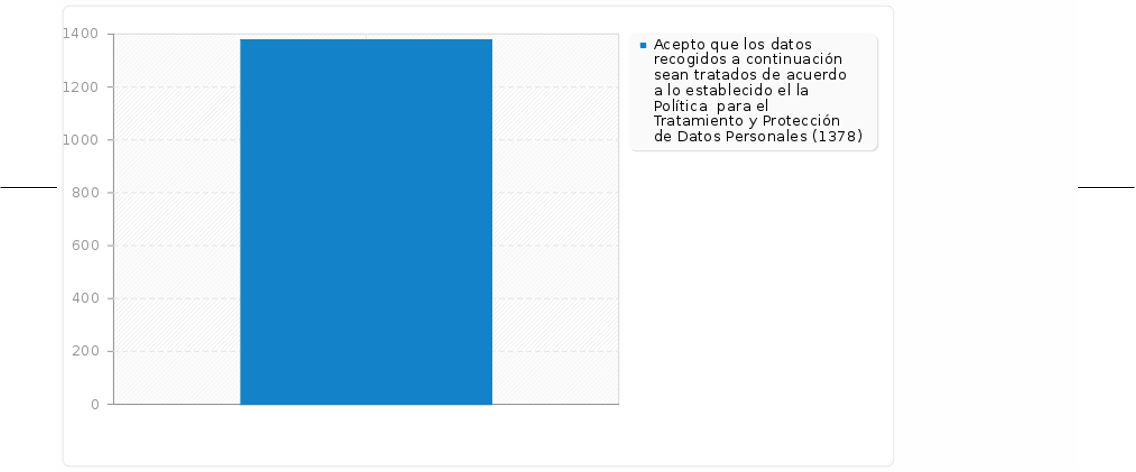 1400
1200
1000
800
600
400
200
0
Acepto que los datos
recogidos a continuación
sean tratados de acuerdo
a lo establecido el la
Política  para el
Tratamiento y Protección
de Datos Personales (1378)